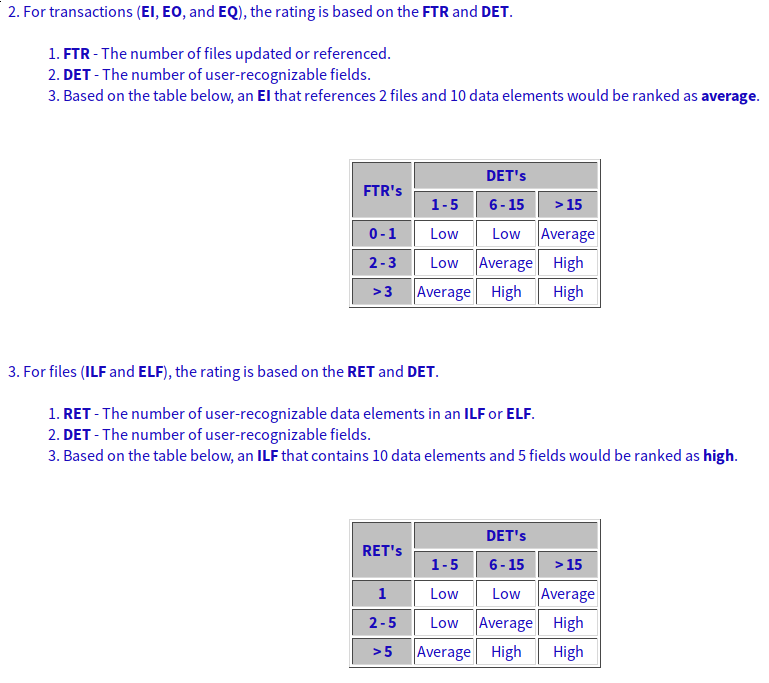 2. For transactions (EI, EO, and EQ), the rating is based on the FTR and DET.
1. FTR - The number of files updated or referenced.
2. DET - The number of user-recognizable fields.
3. Based on the table below, an EI that references 2 files and 10 data elements would be ranked as average.
FTR's DET's
1 - 5 6 - 15 > 15
0 - 1 Low Low Average
2 - 3 Low Average High
> 3 Average High High
3. For files (ILF and ELF), the rating is based on the RET and DET.
1. RET - The number of user-recognizable data elements in an ILF or ELF.
2. DET - The number of user-recognizable fields.
3. Based on the table below, an ILF that contains 10 data elements and 5 fields would be ranked as high.
RET's DET's
1 - 5 6 - 15 > 15
1 Low Low Average
2 - 5 Low Average High
> 5 Average High High